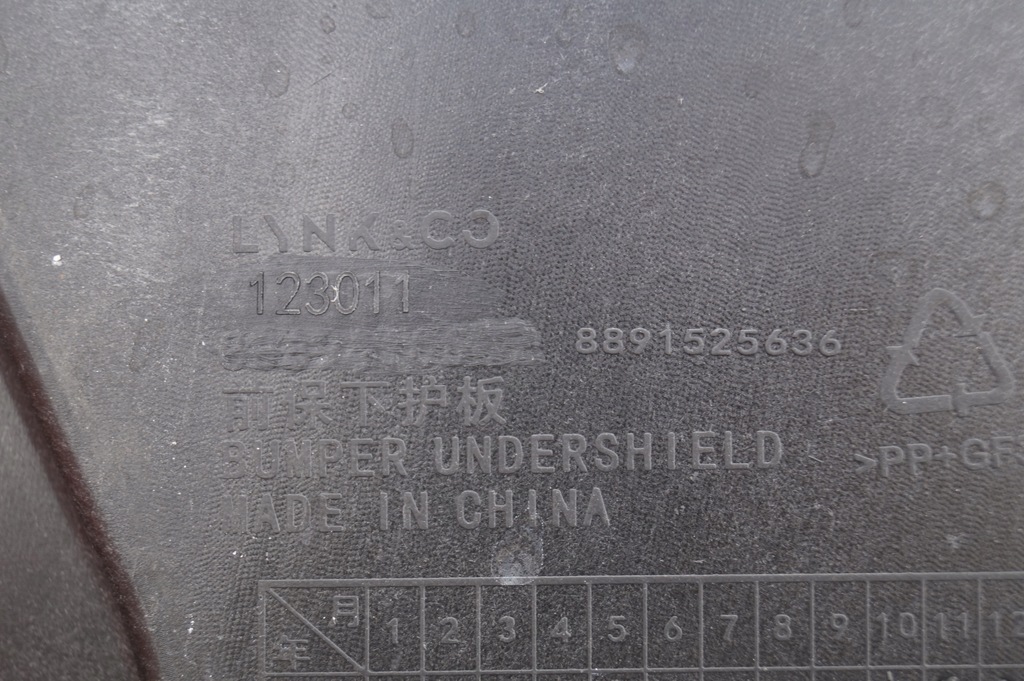 LYNK&CO
123011
8891525636
前保下护板
BUMPER UNDERSHIELD
MADE IN CHINA
>PP+GF
月 1 2 3 4 5 6 7 8 9 10 11 12
年